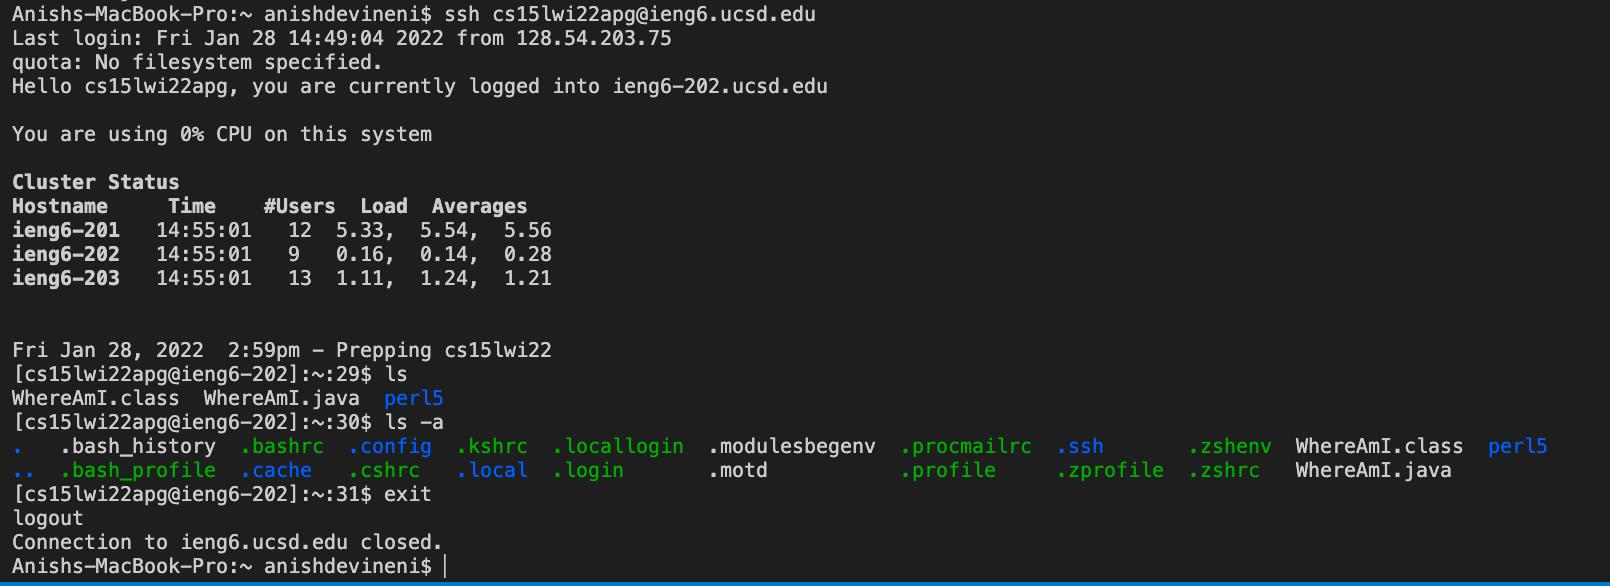 Anishs-MacBook-Pro:~ anishdevineni$ ssh cs15lwi22apg@ieng6.ucsd.edu
Last login: Fri Jan 28 14:49:04 2022 from 128.54.203.75
quota: No filesystem specified.
Hello cs15lwi22apg, you are currently logged into ieng6-202.ucsd.edu
You are using 0% CPU on this system
Cluster Status
Hostname     Time    #Users  Load  Averages
ieng6-201   14:55:01   12  5.33,  5.54,  5.56
ieng6-202   14:55:01   9   0.16,  0.14,  0.28
ieng6-203   14:55:01   13  1.11,  1.24,  1.21
Fri Jan 28, 2022  2:59pm - Prepping cs15lwi22
[cs15lwi22apg@ieng6-202]:~:29$ ls
WhereAmI.class  WhereAmI.java  perl5
[cs15lwi22apg@ieng6-202]:~:30$ ls -a
.   .bash_history  .bashrc  .config  .kshrc  .locallogin  .modulesbegenv  .procmailrc  .ssh       .zshenv  WhereAmI.class  perl5
..  .bash_profile  .cache   .cshrc   .local  .login       .motd           .profile     .zprofile  .zshrc   WhereAmI.java
[cs15lwi22apg@ieng6-202]:~:31$ exit
logout
Connection to ieng6.ucsd.edu closed.
Anishs-MacBook-Pro:~ anishdevineni$